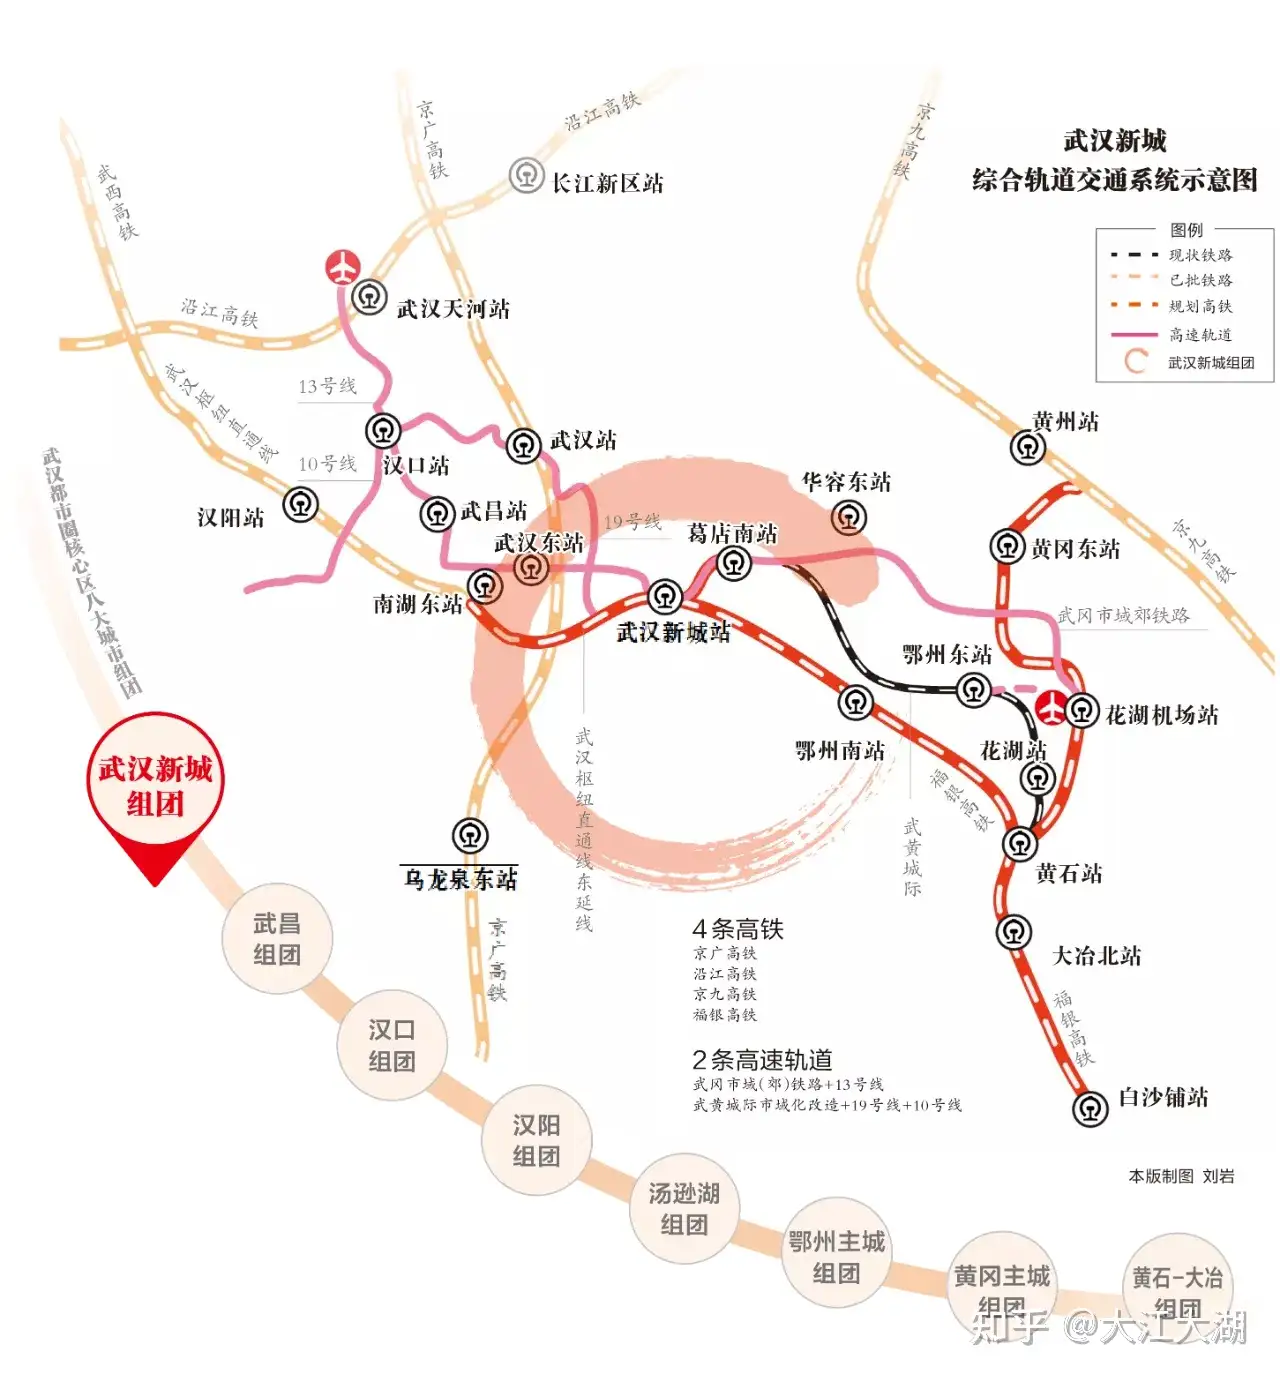 武汉新城
综合轨道交通系统示意图
图例
现状铁路
已批铁路
规划高铁
高速轨道
武汉新城组团
京广高铁
沿江高铁
京九高铁
武西高铁
长江新区站
武汉天河站
沿江高铁
武汉枢纽直通线
13号线
10号线
汉口站
武汉站
黄州站
华容东站
武汉都市圈核心区八大城市组团
汉阳站
武昌站
武汉东站
19号线
葛店南站
黄冈东站
京九高铁
南湖东站
武汉新城站
武冈市域郊铁路
鄂州东站
花湖机场站
鄂州南站
花湖站
武汉新城
组团
武汉枢纽直通线东延线
福银高铁
武黄城际
乌龙泉东站
黄石站
京广高铁
大冶北站
福银高铁
白沙铺站
4条高铁
京广高铁
沿江高铁
京九高铁
福银高铁
2条高速轨道
武冈市域(郊)铁路+13号线
武黄城际市域化改造+19号线+10号线
本版制图 刘岩
武昌
组团
汉口
组团
汉阳
组团
汤逊湖
组团
鄂州主城
组团
黄冈主城
组团
黄石-大冶
组团
知乎 @大江大湖